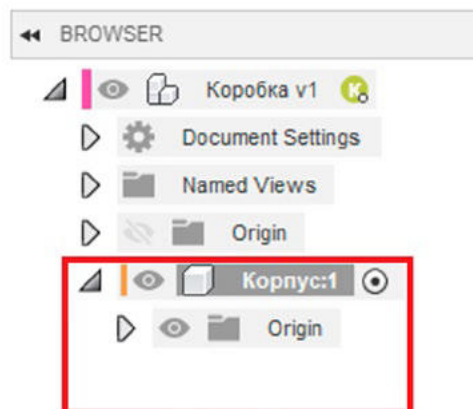 BROWSER
Коробка v1
Document Settings
Named Views
Origin
Корпус:1
Origin